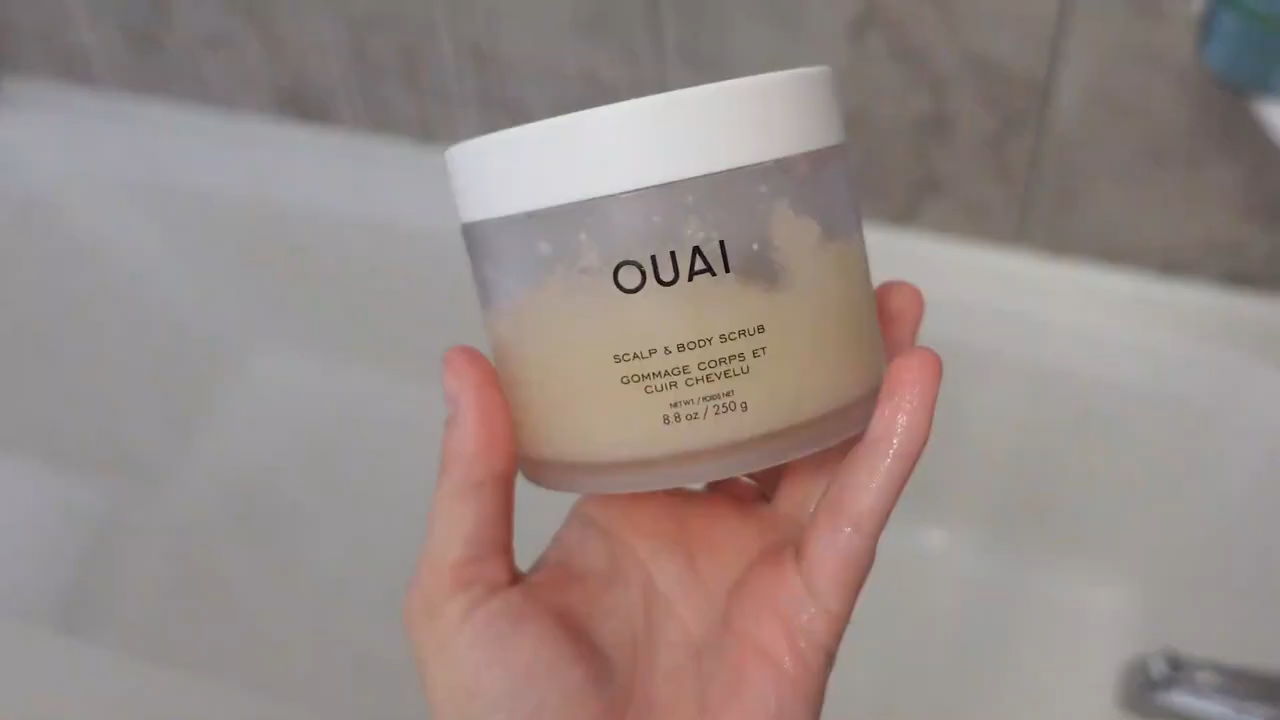 OUAI
SCALP & BODY SCRUB
GOMMAGE CORPS ET
CUIR CHEVELU
NET WT. / POIDS NET
8.8 oz / 250 g